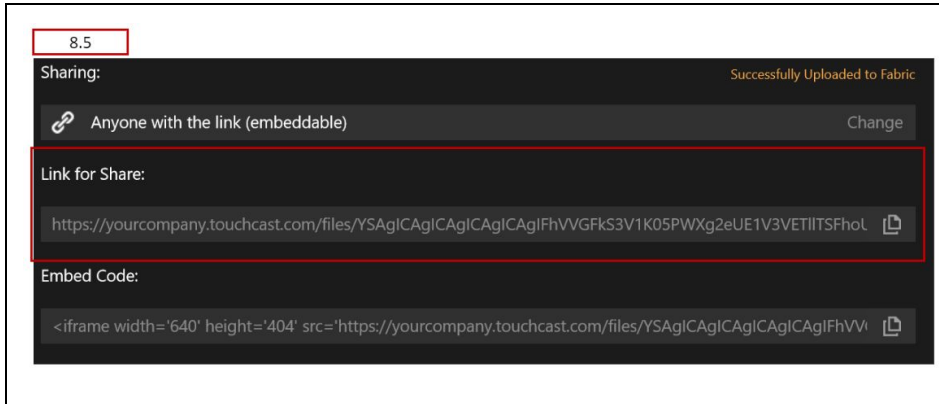 8.5
Sharing: Successfully Uploaded to Fabric
Anyone with the link (embeddable) Change
Link for Share:
https://yourcompany.touchcast.com/files/YSAgICAgICAgICAgICAgIFhVVGFkS3V1K05PWXg2eUE1V3VETllTSFhoU
Embed Code:
<iframe width='640' height='404' src='https://yourcompany.touchcast.com/files/YSAgICAgICAgICAgICAgIFhVV